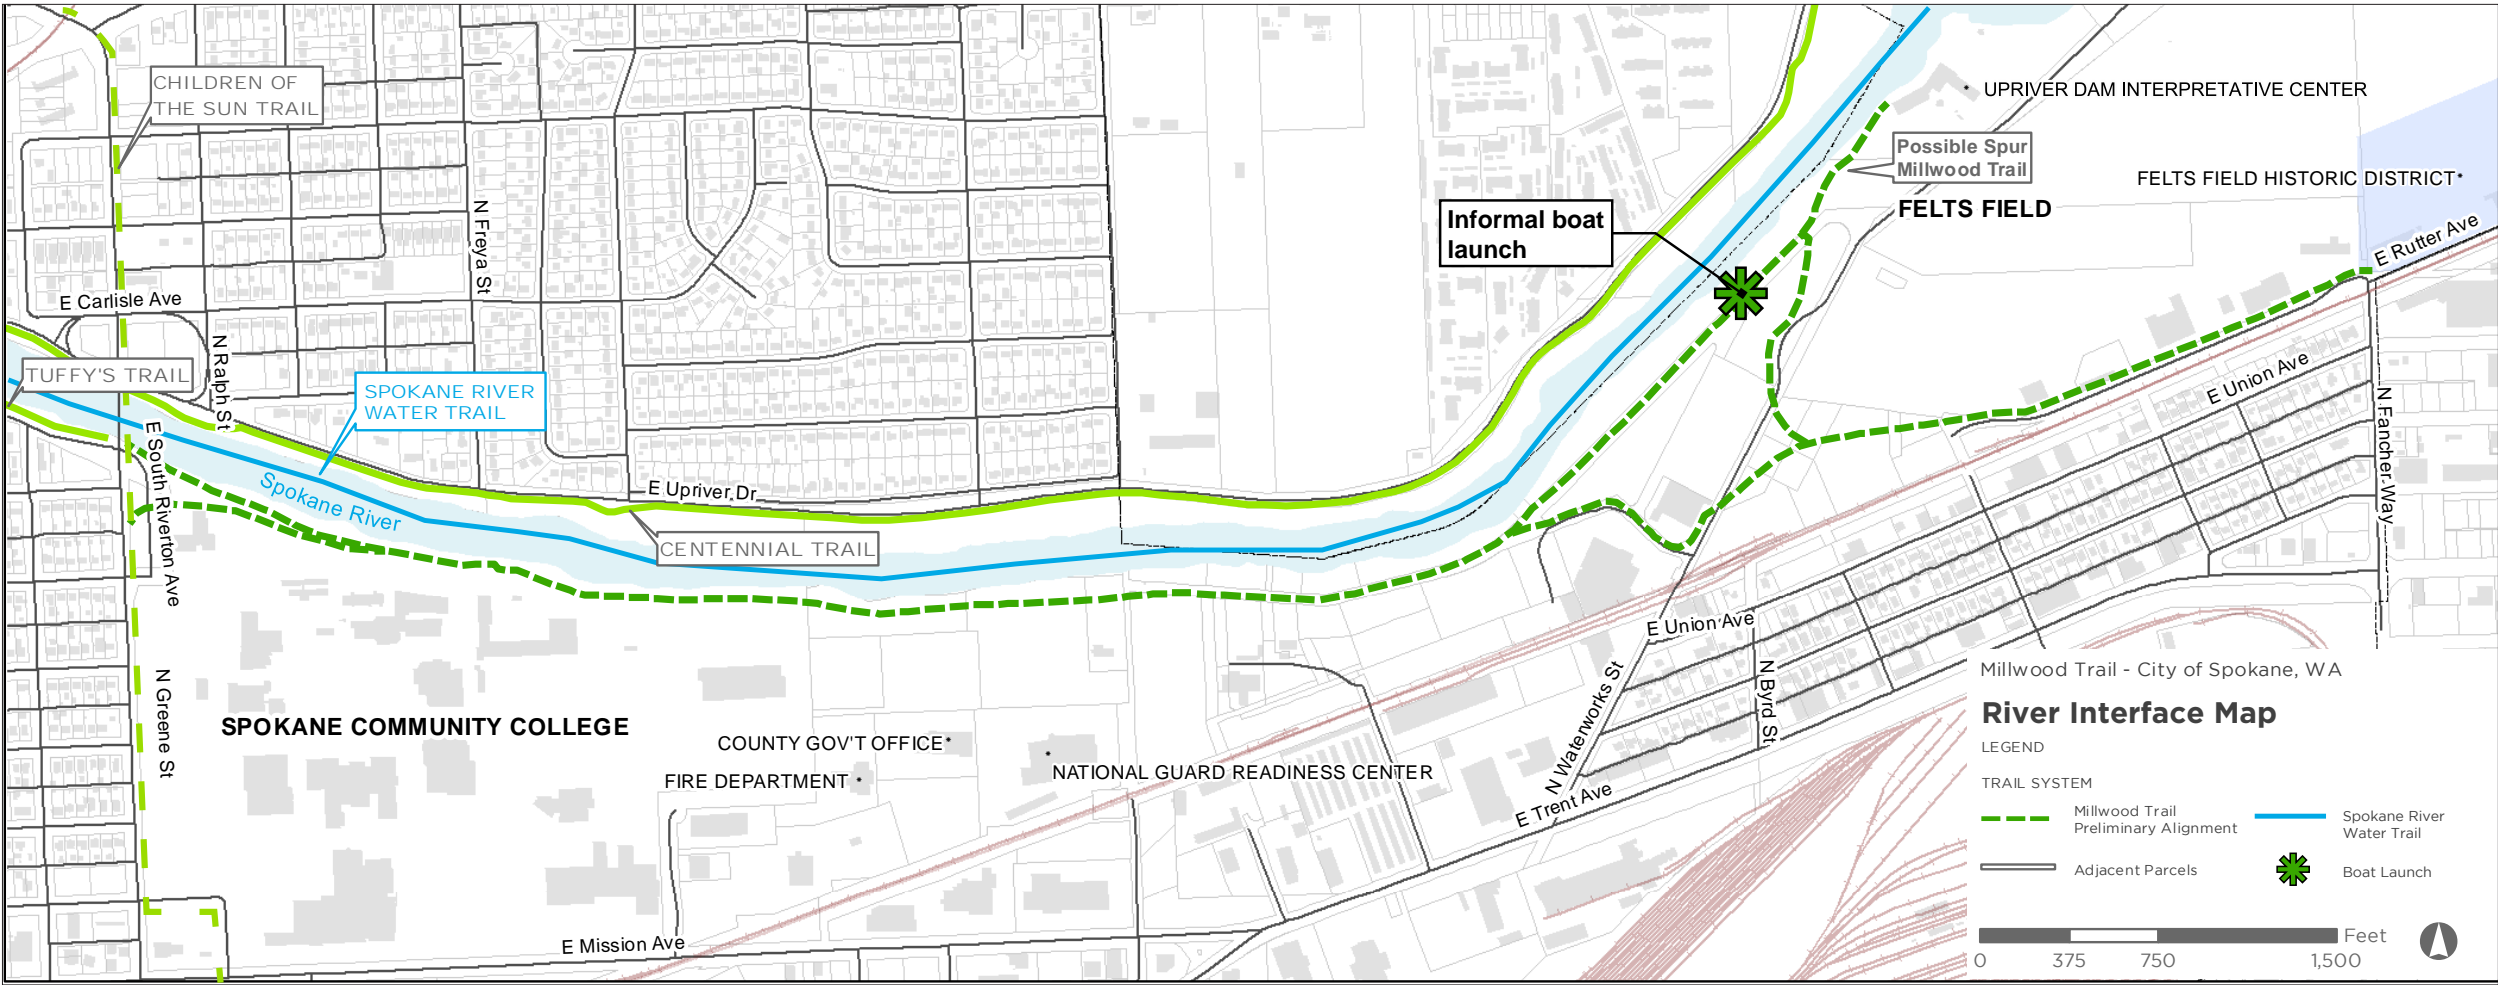 CHILDREN OF
THE SUN TRAIL
UPRIVER DAM INTERPRETATIVE CENTER
Possible Spur
Millwood Trail
FELTS FIELD HISTORIC DISTRICT
FELTS FIELD
Informal boat
launch
N Freya St
E Rutter Ave
E Carlisle Ave
N Ralph St
TUFFY'S TRAIL
SPOKANE RIVER
WATER TRAIL
E Union Ave
N Fancher Way
E South Riverton Ave
Spokane River
E Upriver Dr
CENTENNIAL TRAIL
E Union Ave
N Greene St
N Waterworks St
N Byrd St
SPOKANE COMMUNITY COLLEGE
COUNTY GOV'T OFFICE
FIRE DEPARTMENT
NATIONAL GUARD READINESS CENTER
E Trent Ave
E Mission Ave
Millwood Trail - City of Spokane, WA
River Interface Map
LEGEND
TRAIL SYSTEM
Millwood Trail
Preliminary Alignment
Spokane River
Water Trail
Adjacent Parcels
Boat Launch
Feet
0 375 750 1,500